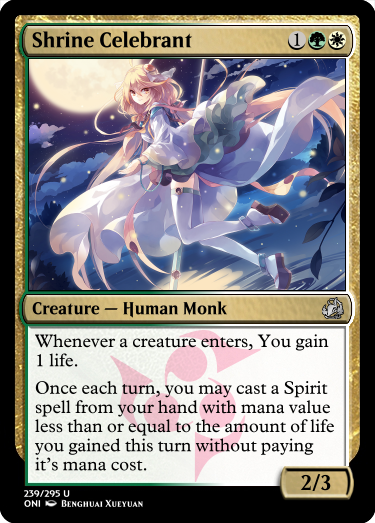 Shrine Celebrant 1
Creature — Human Monk
Whenever a creature enters, You gain
1 life.
Once each turn, you may cast a Spirit
spell from your hand with mana value
less than or equal to the amount of life
you gained this turn without paying
it's mana cost.
2/3
239/295 U
ONI Benghuai Xueyuan